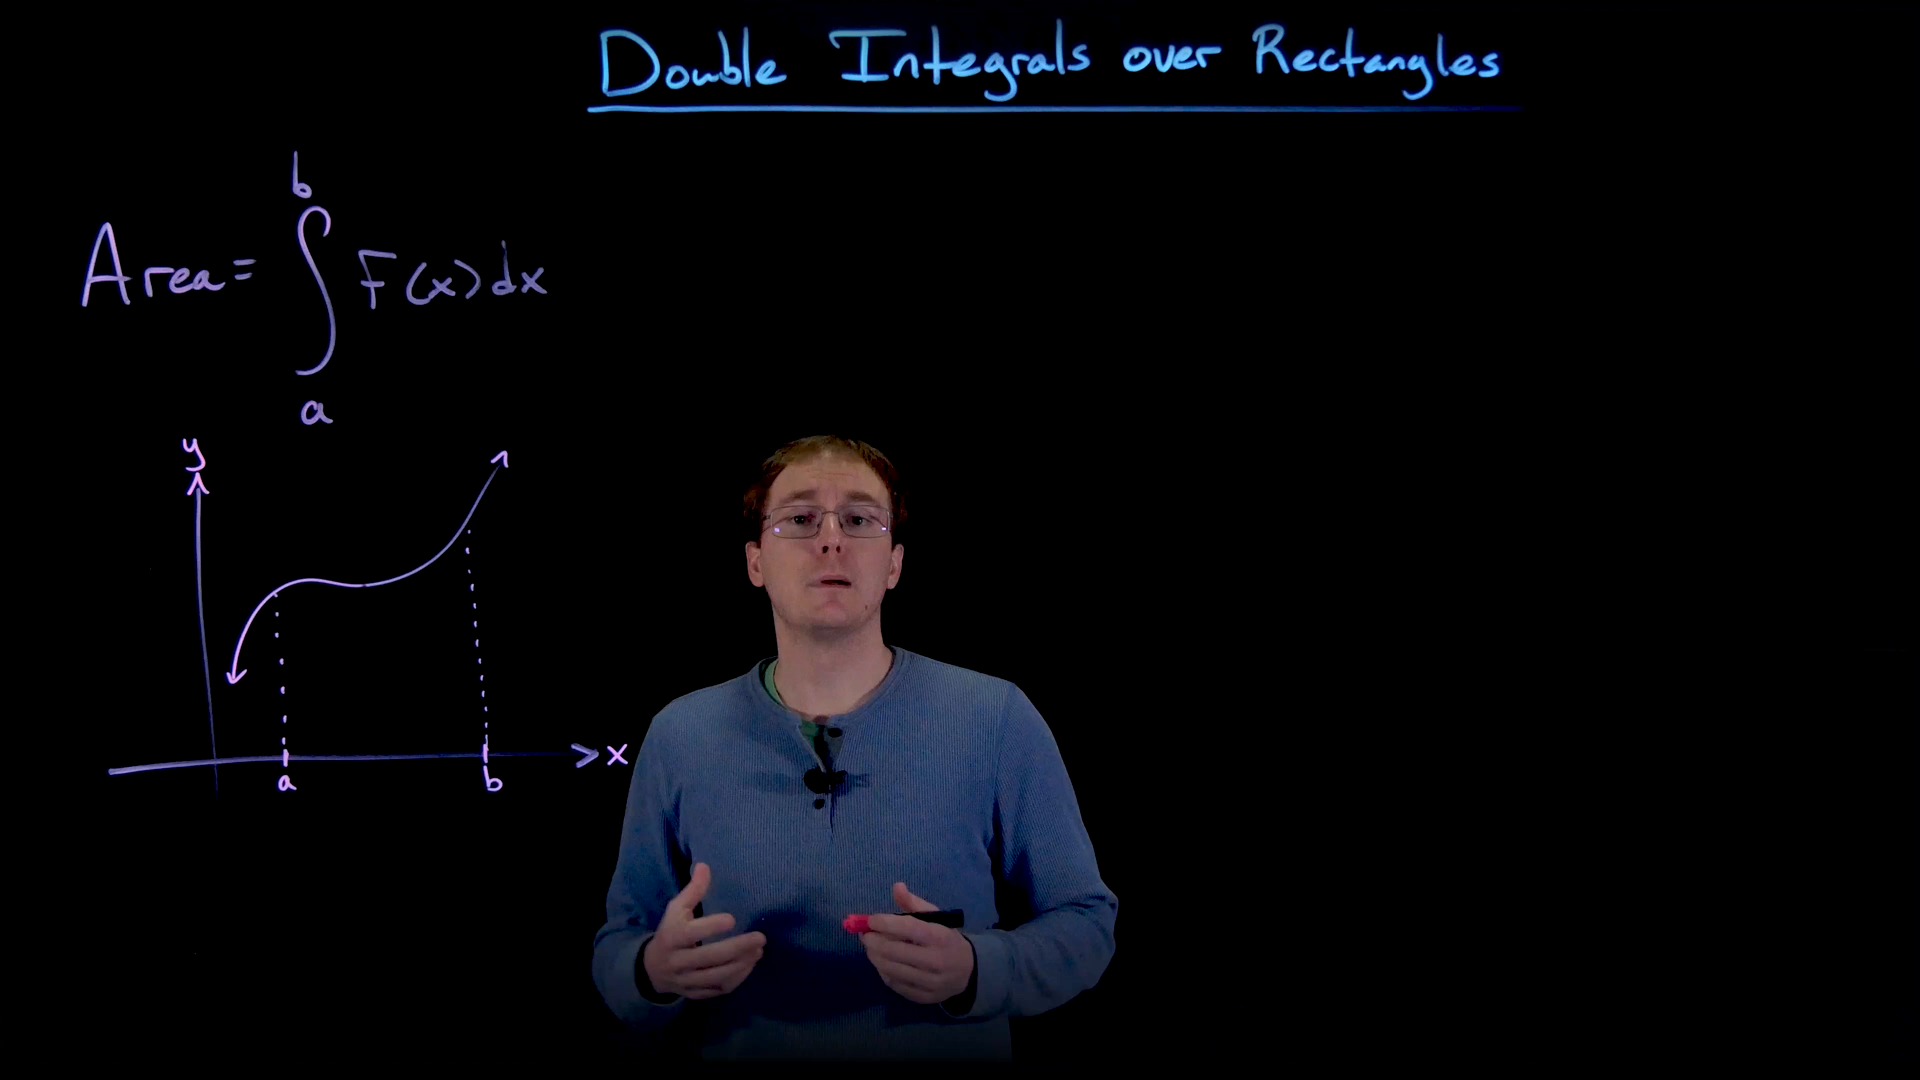 Double Integrals over Rectangles
b
Area = ∫ F(x) dx
a
y
x
a b